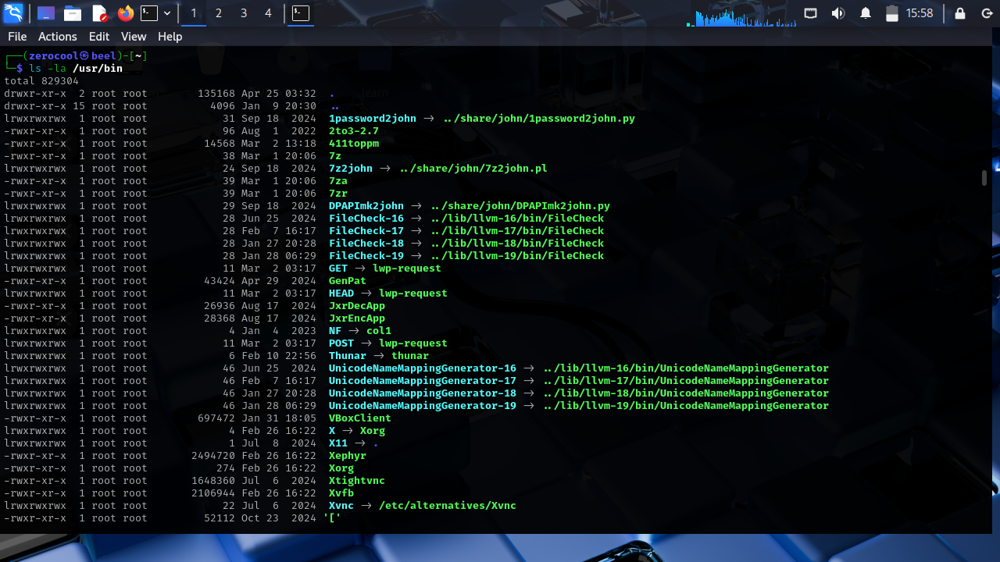 1 2 3 4 15:58
File Actions Edit View Help
┌──(zerocool㉿beel)-[~]
└─$ ls -la /usr/bin
total 829304
drwxr-xr-x  2 root root        135168 Apr 25 03:32  .
drwxr-xr-x 15 root root          4096 Jan  9 20:30  ..
lrwxrwxrwx  1 root root            31 Sep 18  2024  1password2john -> ../share/john/1password2john.py
-rwxr-xr-x  1 root root            96 Aug  1  2022  2to3-2.7
-rwxr-xr-x  1 root root         14568 Mar  2 13:18  411toppm
-rwxr-xr-x  1 root root            38 Mar  1 20:06  7z
lrwxrwxrwx  1 root root            24 Sep 18  2024  7z2john -> ../share/john/7z2john.pl
-rwxr-xr-x  1 root root            39 Mar  1 20:06  7za
-rwxr-xr-x  1 root root            39 Mar  1 20:06  7zr
lrwxrwxrwx  1 root root            29 Sep 18  2024  DPAPImk2john -> ../share/john/DPAPImk2john.py
lrwxrwxrwx  1 root root            28 Jun 25  2024  FileCheck-16 -> ../lib/llvm-16/bin/FileCheck
lrwxrwxrwx  1 root root            28 Feb  7 16:17  FileCheck-17 -> ../lib/llvm-17/bin/FileCheck
lrwxrwxrwx  1 root root            28 Jan 27 20:28  FileCheck-18 -> ../lib/llvm-18/bin/FileCheck
lrwxrwxrwx  1 root root            28 Jan 28 06:29  FileCheck-19 -> ../lib/llvm-19/bin/FileCheck
lrwxrwxrwx  1 root root            11 Mar  2 03:17  GET -> lwp-request
-rwxr-xr-x  1 root root         43424 Apr 29  2024  GenPat
lrwxrwxrwx  1 root root            11 Mar  2 03:17  HEAD -> lwp-request
-rwxr-xr-x  1 root root         26936 Aug 17  2024  JxrDecApp
-rwxr-xr-x  1 root root         28368 Aug 17  2024  JxrEncApp
lrwxrwxrwx  1 root root             4 Jan  4  2023  NF -> col1
lrwxrwxrwx  1 root root            11 Mar  2 03:17  POST -> lwp-request
lrwxrwxrwx  1 root root             6 Feb 10 22:56  Thunar -> thunar
lrwxrwxrwx  1 root root            46 Jun 25  2024  UnicodeNameMappingGenerator-16 -> ../lib/llvm-16/bin/UnicodeNameMappingGenerator
lrwxrwxrwx  1 root root            46 Feb  7 16:17  UnicodeNameMappingGenerator-17 -> ../lib/llvm-17/bin/UnicodeNameMappingGenerator
lrwxrwxrwx  1 root root            46 Jan 27 20:28  UnicodeNameMappingGenerator-18 -> ../lib/llvm-18/bin/UnicodeNameMappingGenerator
lrwxrwxrwx  1 root root            46 Jan 28 06:29  UnicodeNameMappingGenerator-19 -> ../lib/llvm-19/bin/UnicodeNameMappingGenerator
-rwxr-xr-x  1 root root        697472 Jan 31 18:05  VBoxClient
lrwxrwxrwx  1 root root             4 Feb 26 16:22  X -> Xorg
lrwxrwxrwx  1 root root             1 Jul  8  2024  X11 -> .
-rwxr-xr-x  1 root root       2494720 Feb 26 16:22  Xephyr
-rwxr-xr-x  1 root root           274 Feb 26 16:22  Xorg
-rwxr-xr-x  1 root root       1648360 Jul  6  2024  Xtightvnc
-rwxr-xr-x  1 root root       2106944 Feb 26 16:22  Xvfb
lrwxrwxrwx  1 root root            22 Jul  6  2024  Xvnc -> /etc/alternatives/Xvnc
-rwxr-xr-x  1 root root         52112 Oct 23  2024 '['